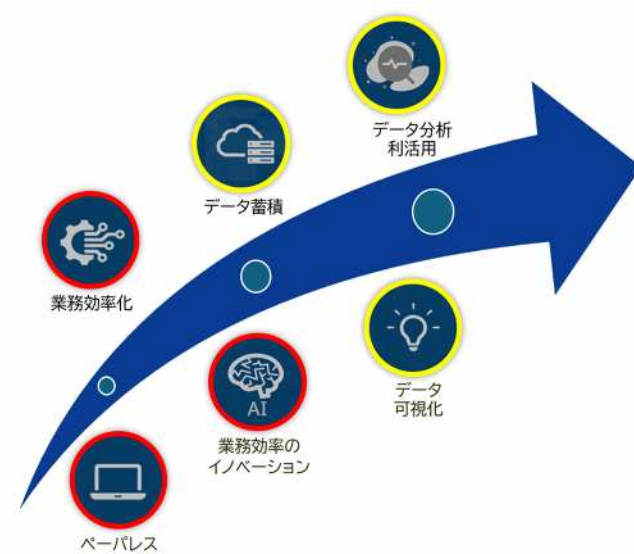 データ分析
利活用
データ蓄積
業務効率化
データ
可視化
AI
業務効率の
イノベーション
ペーパレス